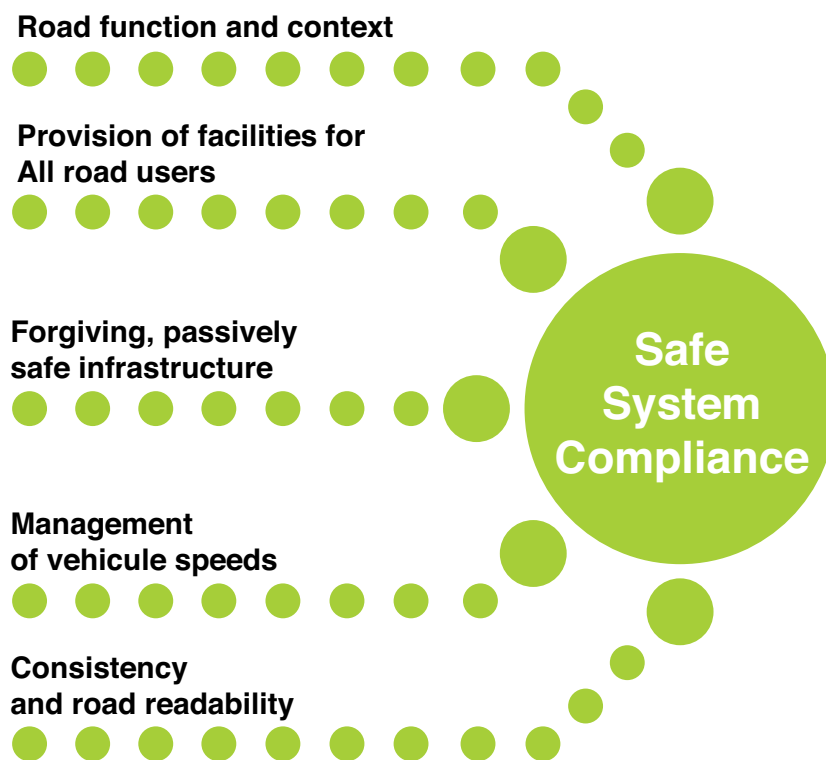 Road function and context
Provision of facilities for
All road users
Forgiving, passively
safe infrastructure
Safe
System
Compliance
Management
of vehicule speeds
Consistency
and road readability